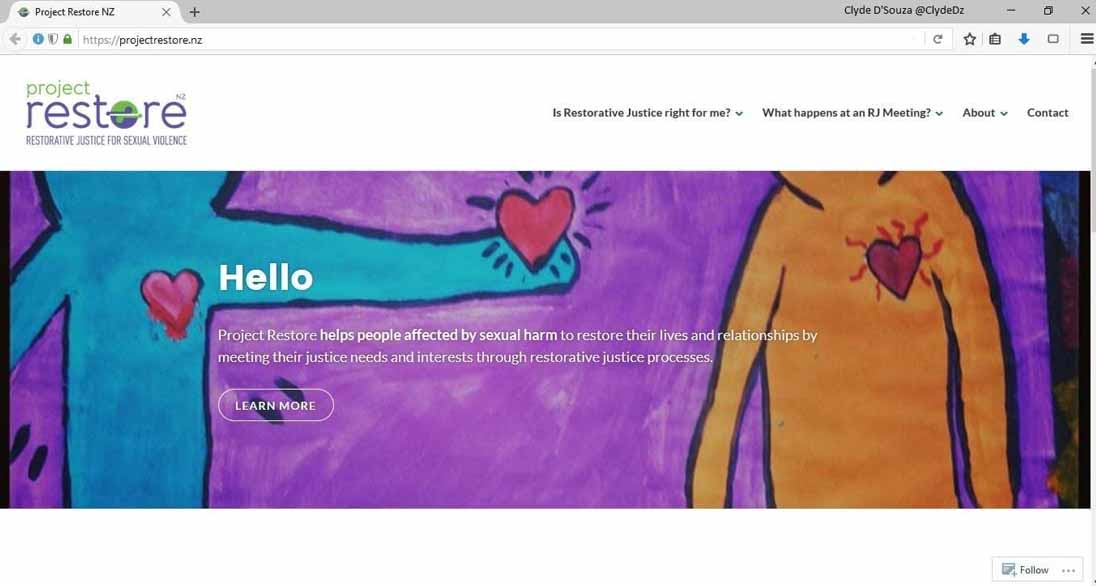 Project Restore NZ
Clyde D'Souza @ClydeDz
https://projectrestore.nz
project
restore NZ
RESTORATIVE JUSTICE FOR SEXUAL VIOLENCE
Is Restorative Justice right for me?
What happens at an RJ Meeting?
About
Contact
Hello
Project Restore helps people affected by sexual harm to restore their lives and relationships by
meeting their justice needs and interests through restorative justice processes.
LEARN MORE
Follow